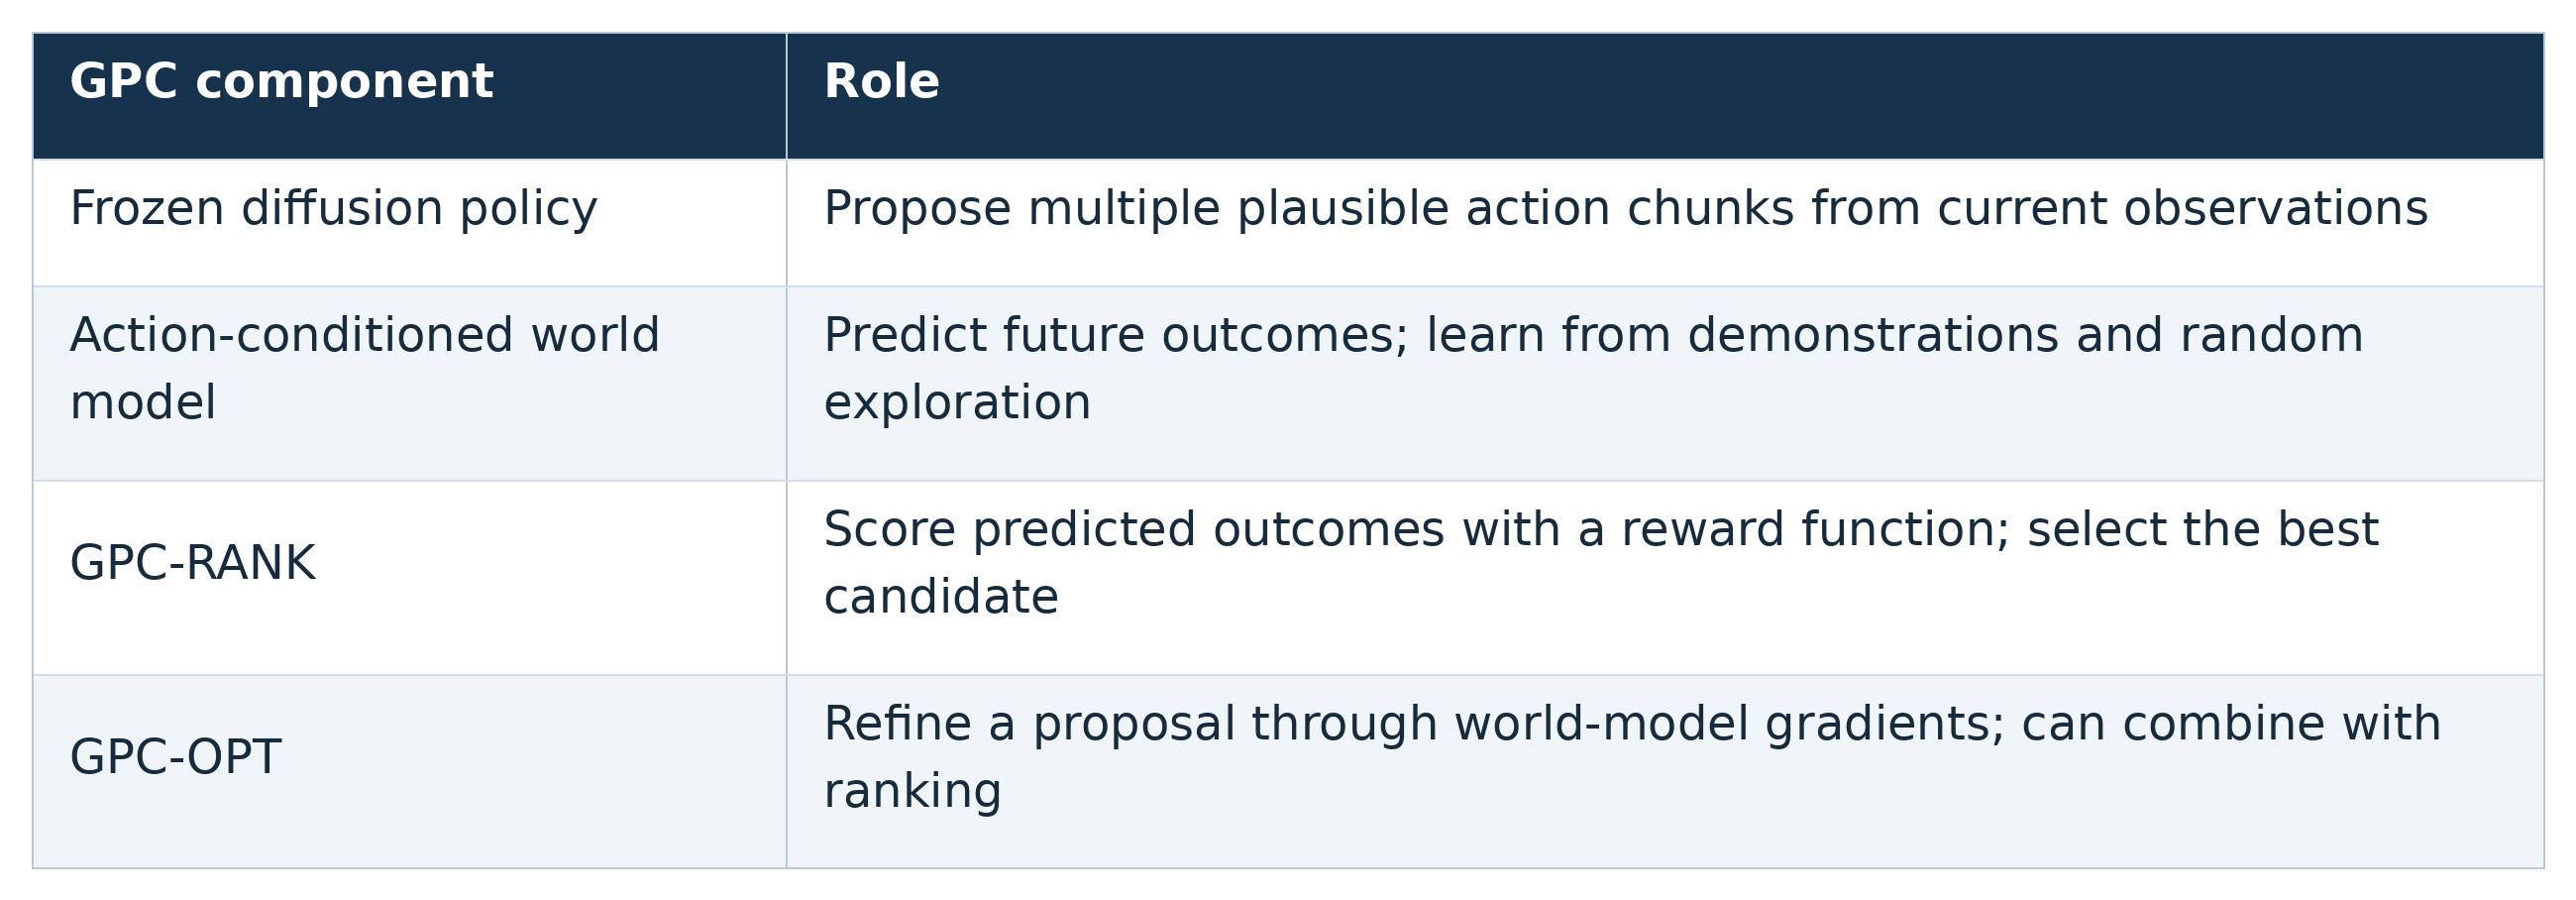 GPC component
Role
Frozen diffusion policy
Propose multiple plausible action chunks from current observations
Action-conditioned world
model
Predict future outcomes; learn from demonstrations and random
exploration
GPC-RANK
Score predicted outcomes with a reward function; select the best
candidate
GPC-OPT
Refine a proposal through world-model gradients; can combine with
ranking